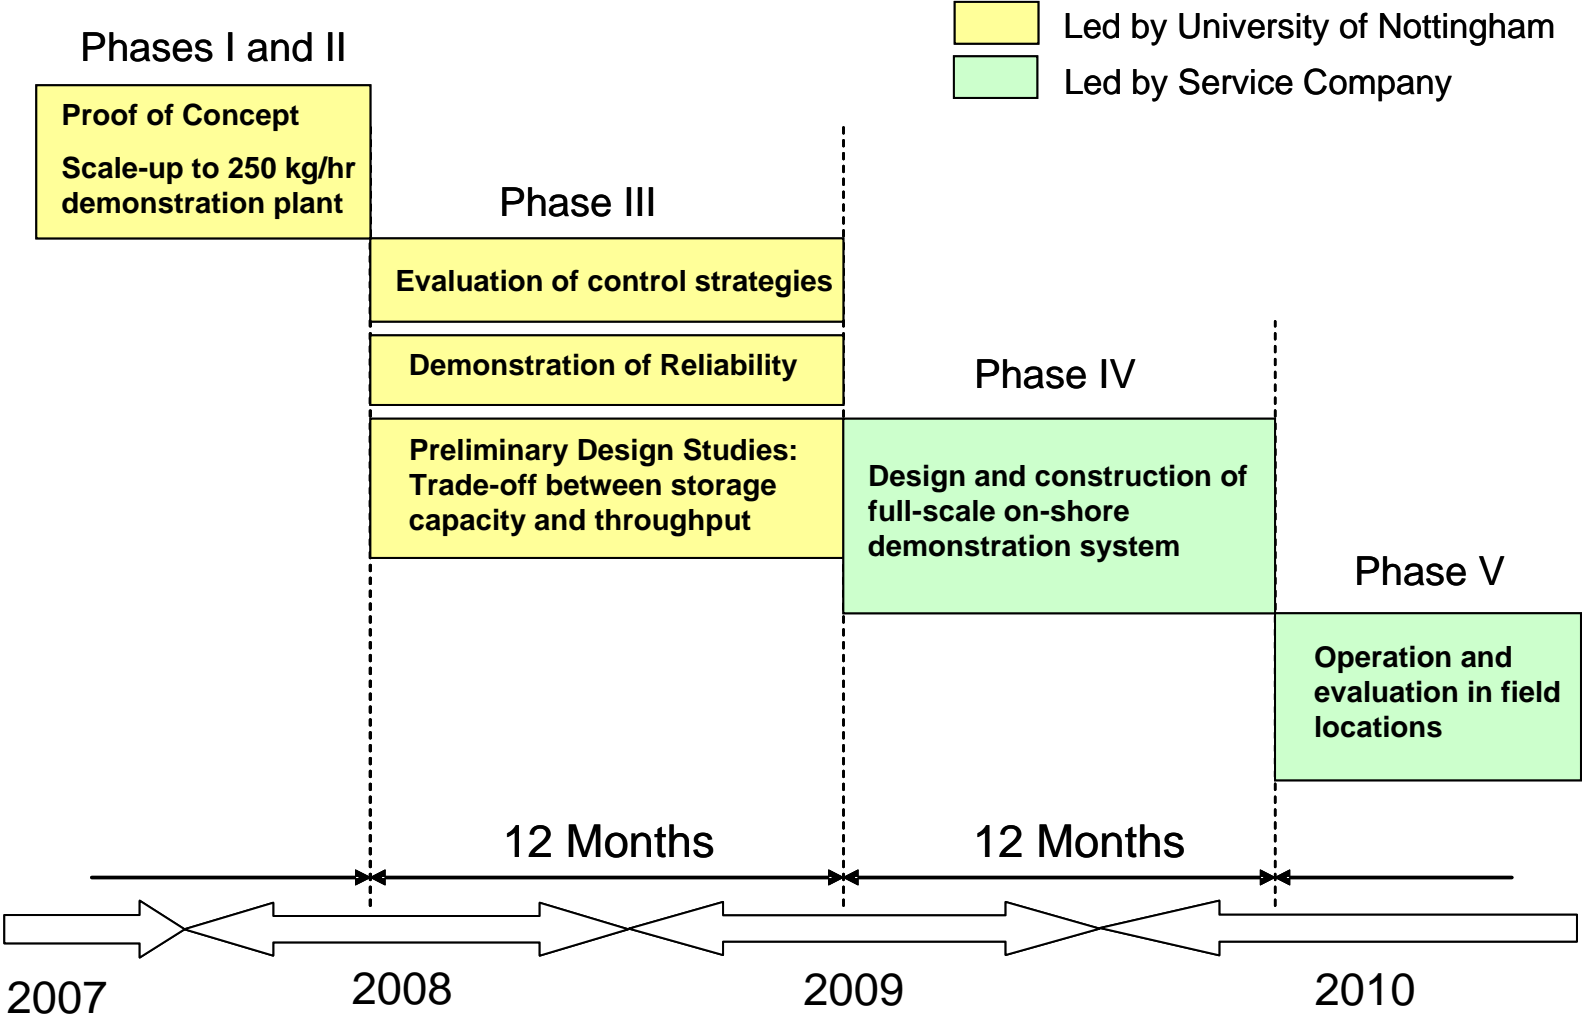 Led by University of Nottingham
Led by Service Company
Phases I and II
Proof of Concept
Scale-up to 250 kg/hr
demonstration plant
Phase III
Evaluation of control strategies
Demonstration of Reliability
Preliminary Design Studies:
Trade-off between storage
capacity and throughput
Phase IV
Design and construction of
full-scale on-shore
demonstration system
Phase V
Operation and
evaluation in field
locations
12 Months
12 Months
2007
2008
2009
2010